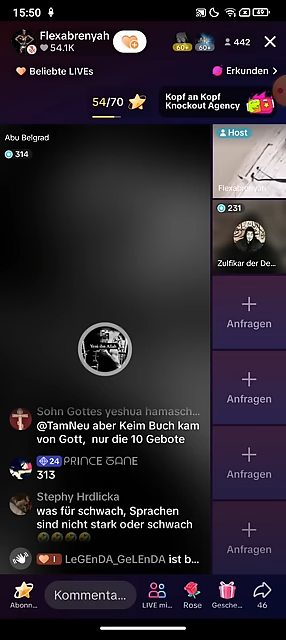 15:50
49
Flexabrenyah
54.1K
60+
60+
442
Beliebte LIVEs
Erkunden
54/70
Kopf an Kopf
Knockout Agency
Abu Belgrad
314
Host
Flexabrenyah
231
Zulfikar der De...
Anfragen
Anfragen
Anfragen
Anfragen
Sohn Gottes yeshua hamasch...
@TamNeu aber Keim Buch kam
von Gott, nur die 10 Gebote
24 PRINCE GANE
313
Stephy Hrdlicka
was für schwach, Sprachen
sind nicht stark oder schwach
I LeGEnDA_GeLEnDA ist b...
Abonn...
Kommenta...
LIVE mi...
Rose
Gesche...
46